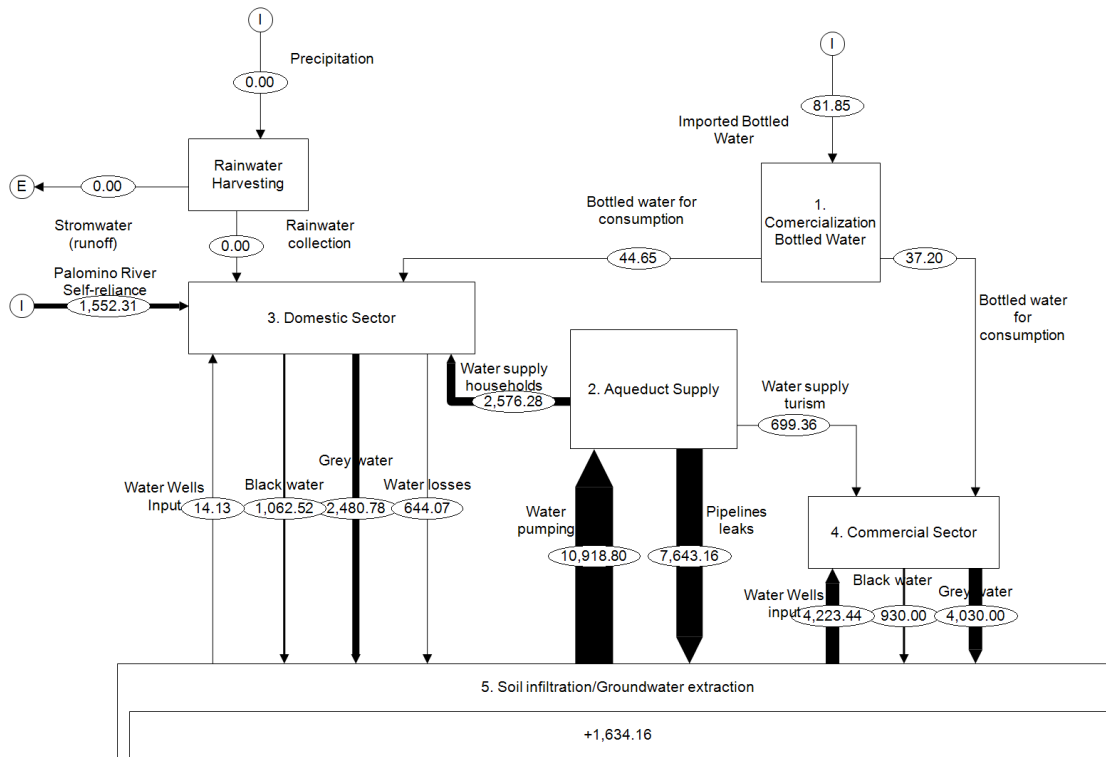 I
Precipitation
0.00
I
81.85
Imported Bottled
Water
Rainwater
Harvesting
E
0.00
Stromwater
(runoff)
0.00
Rainwater
collection
Bottled water for
consumption
44.65
1.
Comercialization
Bottled Water
37.20
Bottled water
for
consumption
Palomino River
Self-reliance
I
1,552.31
3. Domestic Sector
Water supply
households
2,576.28
2. Aqueduct Supply
Water supply
turism
699.36
Water Wells
Input
14.13
Black water
1,062.52
Grey water
2,480.78
Water losses
644.07
Water
pumping
10,918.80
Pipelines
leaks
7,643.16
4. Commercial Sector
Water Wells
input
4,223.44
Black water
930.00
Grey water
4,030.00
5. Soil infiltration/Groundwater extraction
+1,634.16